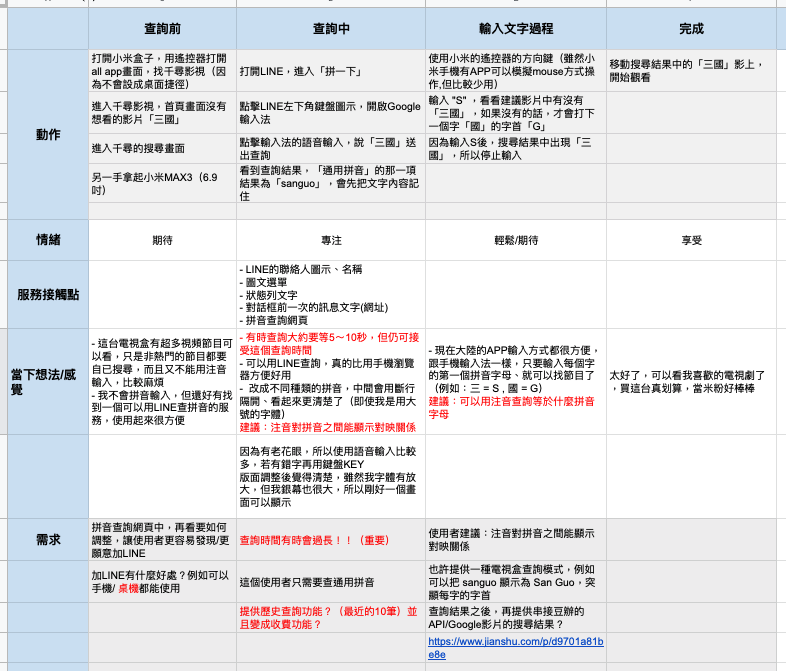 查詢前
查詢中
輸入文字過程
完成
動作
打開小米盒子，用遙控器打開
all app畫面，找千尋影視（因
為不會設成桌面捷徑）
打開LINE，進入「拼一下」
使用小米的遙控器的方向鍵（雖然小
米手機有APP可以模擬mouse方式操
作,但比較少用）
移動搜尋結果中的「三國」影上，
開始觀看
進入千尋影視，首頁畫面沒有
想看的影片「三國」
點擊LINE左下角鍵盤圖示，開啟Google
輸入法
輸入 "S" ，看看建議影片中有沒有
「三國」，如果沒有的話，才會打下
一個字「國」的字首「G」
進入千尋的搜尋畫面
點擊輸入法的語音輸入，說「三國」送
出查詢
因為輸入S後，搜尋結果中出現「三
國」，所以停止輸入
另一手拿起小米MAX3（6.9
吋）
看到查詢結果，「通用拼音」的那一項
結果為「sanguo」，會先把文字內容記
住
情緒
期待
專注
輕鬆/期待
享受
服務接觸點
- LINE的聯絡人圖示、名稱
- 圖文選單
- 狀態列文字
- 對話框前一次的訊息文字(網址)
- 拼音查詢網頁
當下想法/感
覺
- 這台電視盒有超多視頻節目可
以看，只是非熱門的節目都要
自已搜尋，而且又不能用注音
輸入，比較麻煩
- 我不會拼音輸入，但還好有找
到一個可以用LINE查拼音的服
務，使用起來很方便
- 有時查詢大約要等5～10秒，但仍可接
受這個查詢時間
- 可以用LINE查詢，真的比用手機瀏覽
器方便好用
- 改成不同種類的拼音，中間會用斷行
隔開、看起來更清楚了（即使我是用大
號的字體）
建議：注音對拼音之間能顯示對映關係
- 現在大陸的APP輸入方式都很方便，
跟手機輸入法一樣，只要輸入每個字
的第一個拼音字母、就可以找節目了
（例如：三 = S , 國 = G）
建議：可以用注音查詢等於什麼拼音
字母
太好了，可以看我喜歡的電視劇了
，買這台真划算，當米粉好棒棒
因為有老花眼，所以使用語音輸入比較
多，若有錯字再用鍵盤KEY
版面調整後覺得清楚，雖然我字體有放
大，但我銀幕也很大，所以剛好一個畫
面可以顯示
需求
拼音查詢網頁中，再看要如何
調整，讓使用者更容易發現/更
願意加LINE
查詢時間有時會過長！！（重要）
使用者建議：注音對拼音之間能顯示
對映關係
加LINE有什麼好處？例如可以
手機/ 桌機都能使用
這個使用者只需要查通用拼音
也許提供一種電視盒查詢模式，例如
可以把 sanguo 顯示為 San Guo，突
顯每字的字首
提供歷史查詢功能？（最近的10筆）並
且變成收費功能？
查詢結果之後，再提供串接豆瓣的
API/Google影片的搜尋結果？
https://www.jianshu.com/p/d9701a81b
e8e